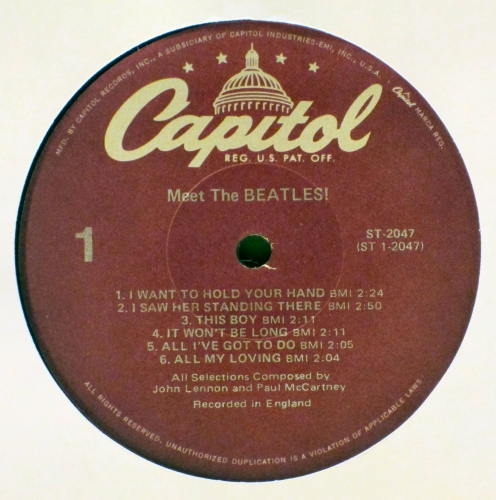 MFD. BY CAPITOL RECORDS, INC., A SUBSIDIARY OF CAPITOL INDUSTRIES-EMI, INC., U.S.A. • Capitol MARCA REG.
Capitol
REG. U.S. PAT. OFF.
Meet The BEATLES!
1
ST-2047
(ST 1-2047)
1. I WANT TO HOLD YOUR HAND BMI 2:24
2. I SAW HER STANDING THERE BMI 2:50
3. THIS BOY BMI 2:11
4. IT WON'T BE LONG BMI 2:11
5. ALL I'VE GOT TO DO BMI 2:05
6. ALL MY LOVING BMI 2:04
All Selections Composed by
John Lennon and Paul McCartney
Recorded in England
ALL RIGHTS RESERVED. UNAUTHORIZED DUPLICATION IS A VIOLATION OF APPLICABLE LAWS